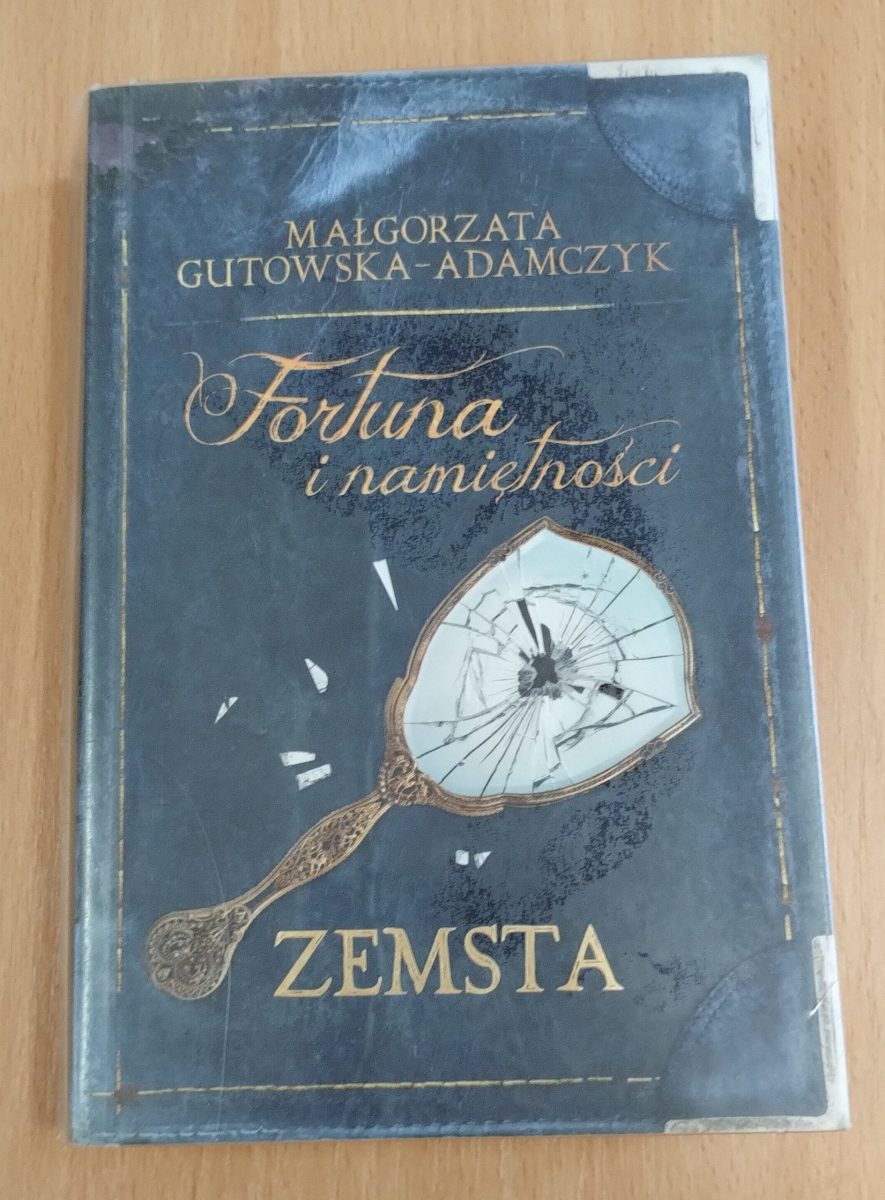 MAŁGORZATA
GUTOWSKA-ADAMCZYK
Fortuna
i namiętności
ZEMSTA